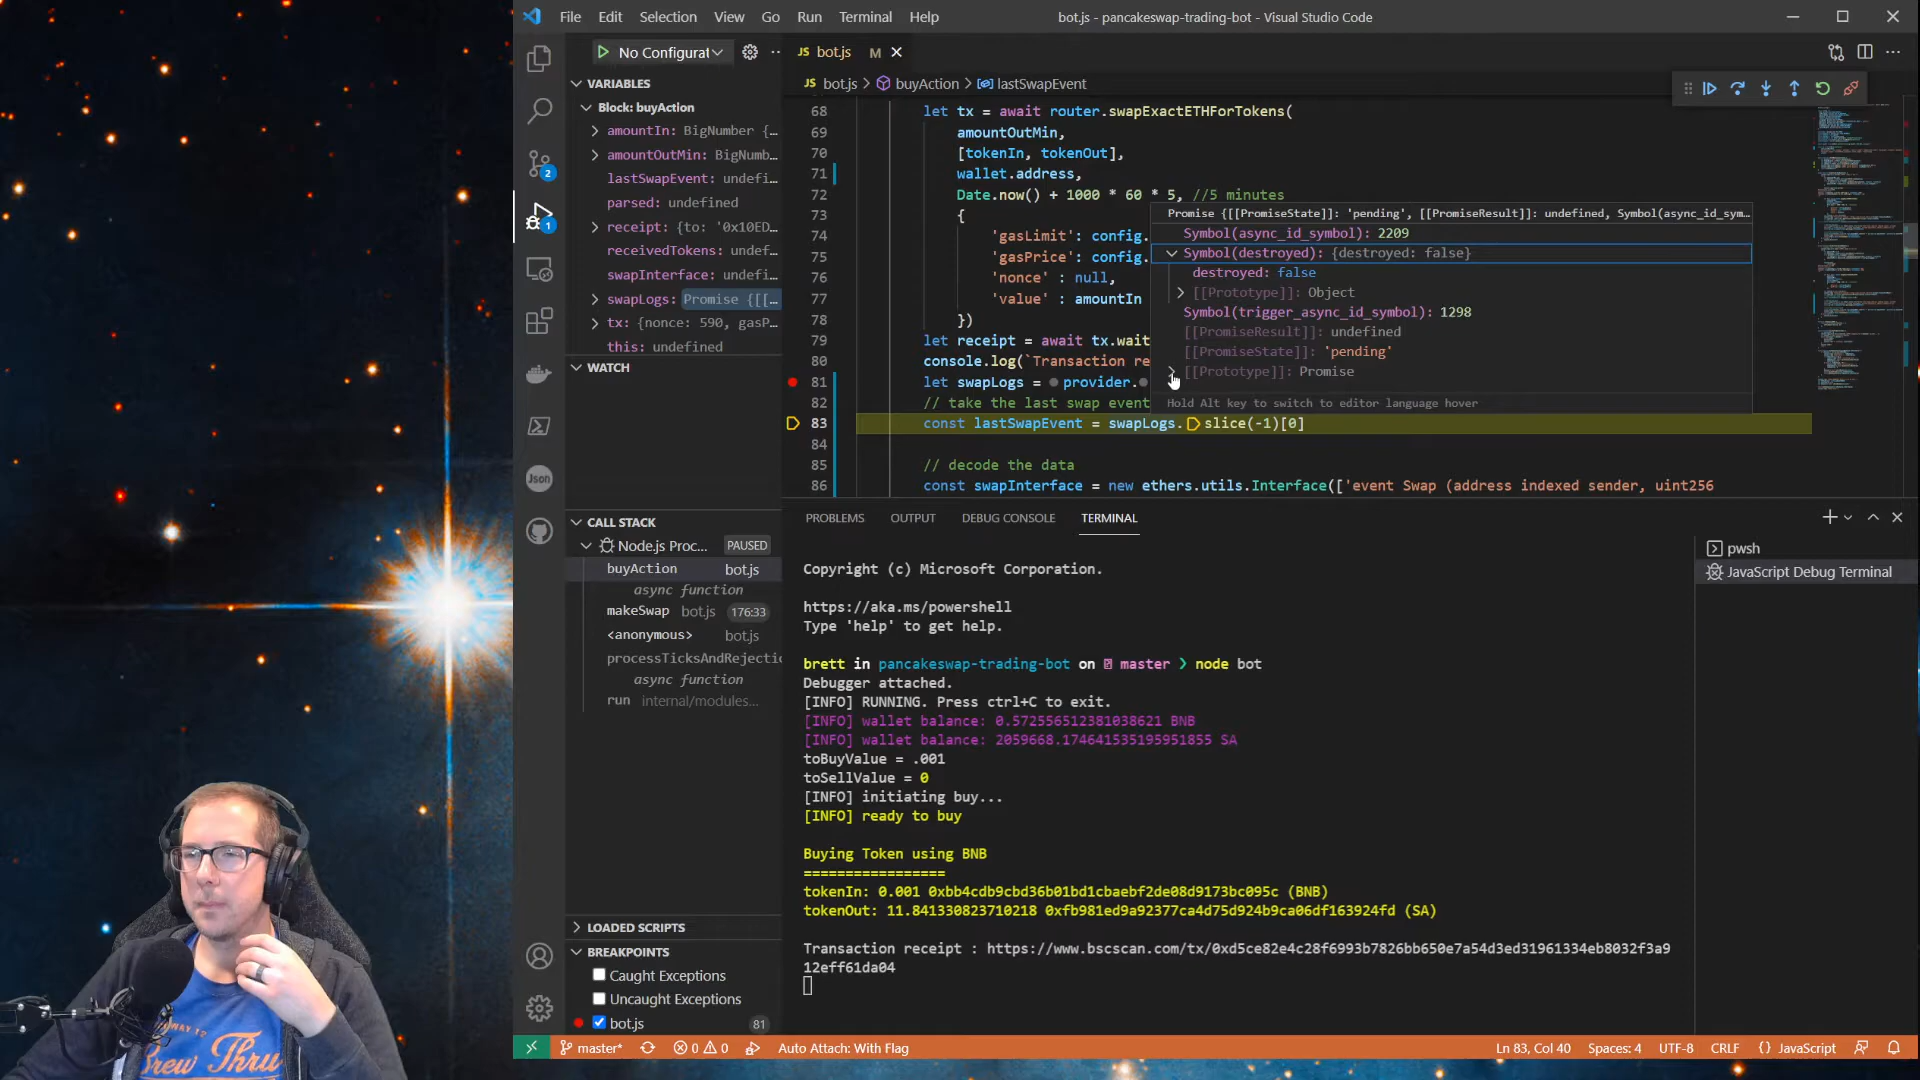 File Edit Selection View Go Run Terminal Help
bot.js - pancakeswap-trading-bot - Visual Studio Code
No Configurat
JS bot.js M
JS bot.js > buyAction > lastSwapEvent
VARIABLES
Block: buyAction
amountIn: BigNumber {…
amountOutMin: BigNumb…
lastSwapEvent: undefi…
parsed: undefined
receipt: {to: '0x10ED…
receivedTokens: undef…
swapInterface: undefi…
swapLogs: Promise {[[…
tx: {nonce: 590, gasP…
this: undefined
WATCH
CALL STACK
Node.js Proc... PAUSED
buyAction bot.js
async function
makeSwap bot.js 176:33
<anonymous> bot.js
processTicksAndRejectic
async function
run internal/modules...
LOADED SCRIPTS
BREAKPOINTS
Caught Exceptions
Uncaught Exceptions
bot.js 81
68 let tx = await router.swapExactETHForTokens(
69 amountOutMin,
70 [tokenIn, tokenOut],
71 wallet.address,
72 Date.now() + 1000 * 60 * 5, //5 minutes
73 {
74 'gasLimit': config.
75 'gasPrice': config.
76 'nonce' : null,
77 'value' : amountIn
78 })
79 let receipt = await tx.wait
80 console.log(`Transaction re
81 let swapLogs = provider.
82 // take the last swap event
83 const lastSwapEvent = swapLogs. slice(-1)[0]
84
85 // decode the data
86 const swapInterface = new ethers.utils.Interface(['event Swap (address indexed sender, uint256
Promise {[[PromiseState]]: 'pending', [[PromiseResult]]: undefined, Symbol(async_id_sym…
Symbol(async_id_symbol): 2209
Symbol(destroyed): {destroyed: false}
destroyed: false
[[Prototype]]: Object
Symbol(trigger_async_id_symbol): 1298
[[PromiseResult]]: undefined
[[PromiseState]]: 'pending'
[[Prototype]]: Promise
Hold Alt key to switch to editor language hover
PROBLEMS OUTPUT DEBUG CONSOLE TERMINAL
pwsh
JavaScript Debug Terminal
Copyright (c) Microsoft Corporation.
https://aka.ms/powershell
Type 'help' to get help.
brett in pancakeswap-trading-bot on master ❯ node bot
Debugger attached.
[INFO] RUNNING. Press ctrl+C to exit.
[INFO] wallet balance: 0.572556512381038621 BNB
[INFO] wallet balance: 2059668.174641535195951855 SA
toBuyValue = .001
toSellValue = 0
[INFO] initiating buy...
[INFO] ready to buy
Buying Token using BNB
=================
tokenIn: 0.001 0xbb4cdb9cbd36b01bd1cbaebf2de08d9173bc095c (BNB)
tokenOut: 11.841330823710218 0xfb981ed9a92377ca4d75d924b9ca06df163924fd (SA)
Transaction receipt : https://www.bscscan.com/tx/0xd5ce82e4c28f6993b7826bb650e7a54d3ed31961334eb8032f3a9
12eff61da04
2
1
Json
master* 0 0 Auto Attach: With Flag
Ln 83, Col 40 Spaces: 4 UTF-8 CRLF {} JavaScript
Brew Thru